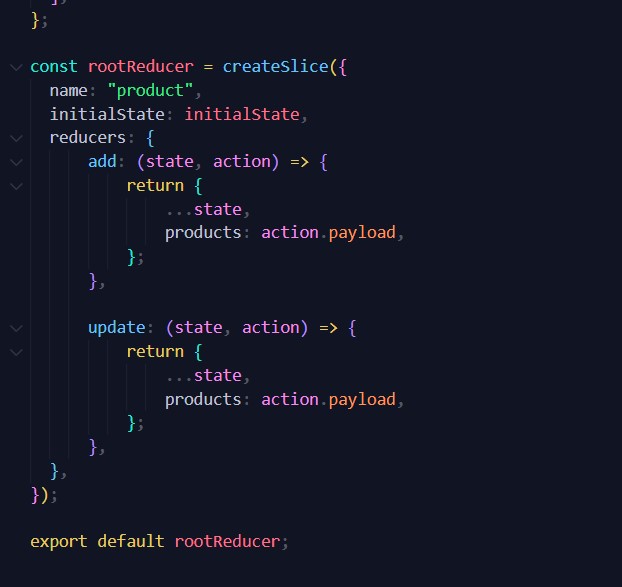 ];
};
const rootReducer = createSlice({
name: "product",
initialState: initialState,
reducers: {
add: (state, action) => {
return {
...state,
products: action.payload,
};
},
update: (state, action) => {
return {
...state,
products: action.payload,
};
},
},
});
export default rootReducer;